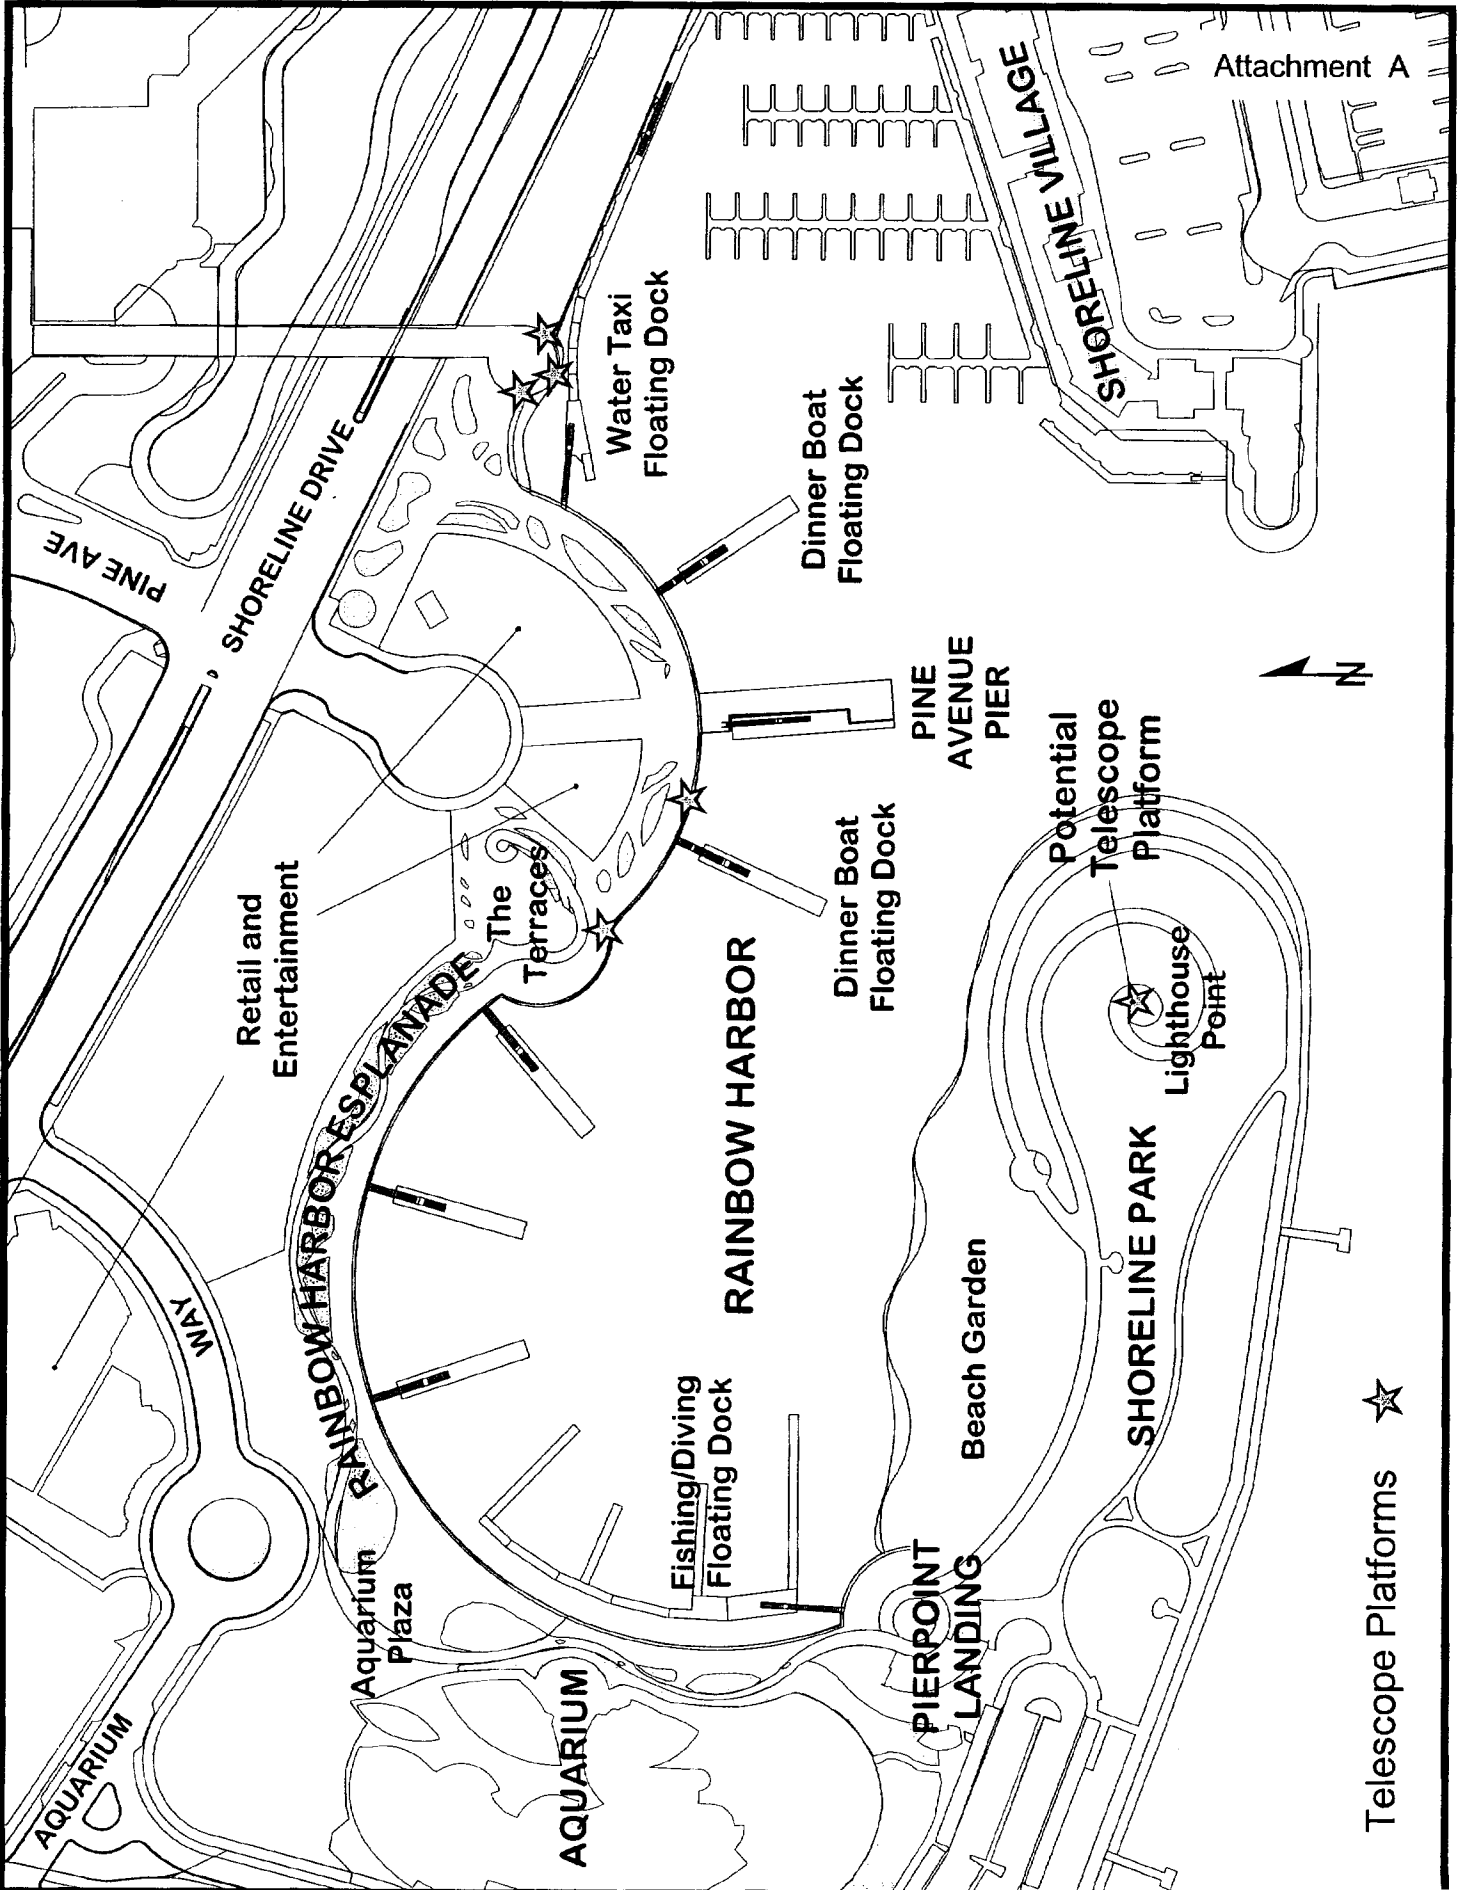 Attachment A
PINE AVE
SHORELINE DRIVE
SHORELINE VILLAGE
Water Taxi
Floating Dock
Dinner Boat
Floating Dock
PINE
AVENUE
PIER
N
Potential
Telescope
Platform
Retail and
Entertainment
The
Terraces
Dinner Boat
Floating Dock
Lighthouse
Point
RAINBOW HARBOR ESPLANADE
RAINBOW HARBOR
AQUARIUM WAY
Aquarium
Plaza
Fishing/Diving
Floating Dock
Beach Garden
SHORELINE PARK
AQUARIUM
PIERPOINT
LANDING
Telescope Platforms